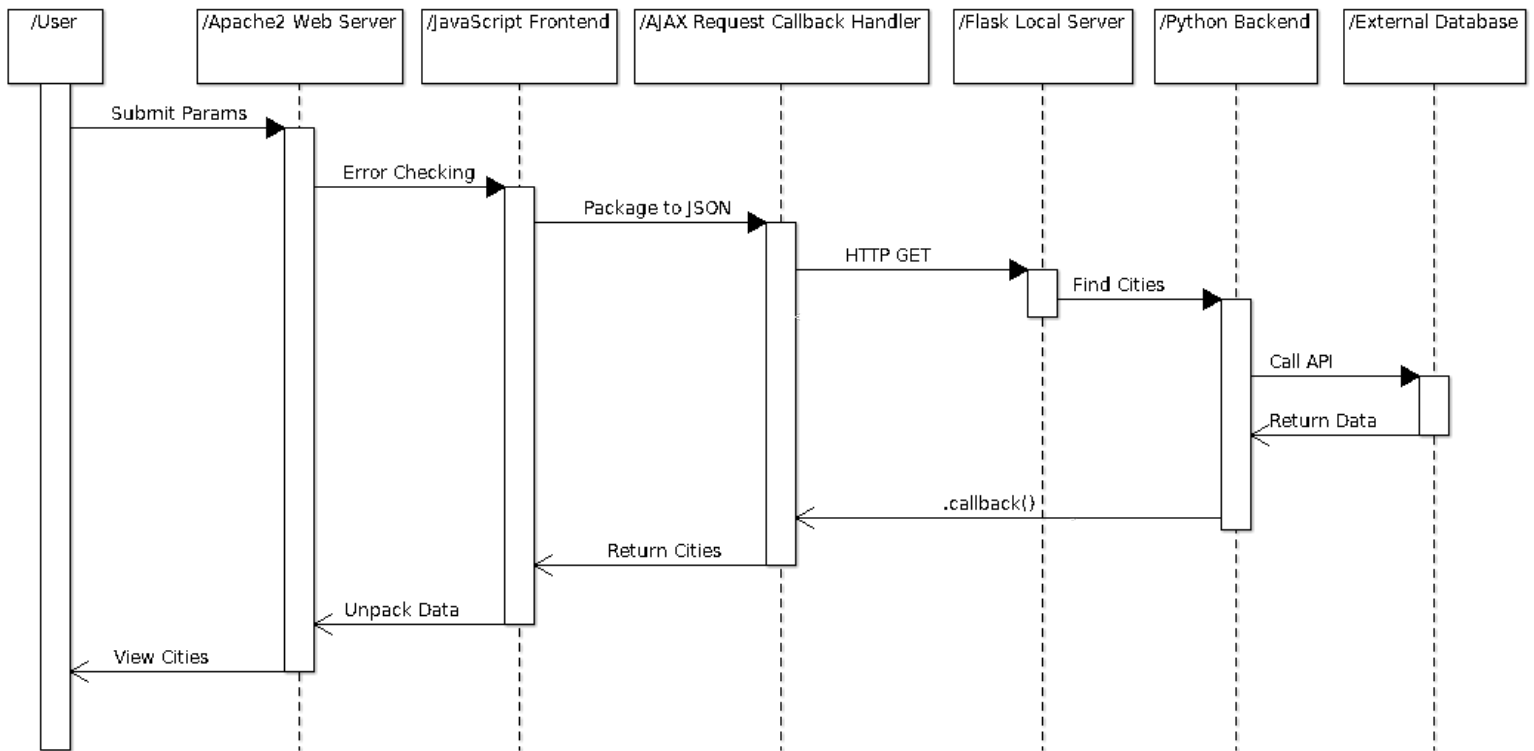 /User
/Apache2 Web Server
/JavaScript Frontend
/AJAX Request Callback Handler
/Flask Local Server
/Python Backend
/External Database
Submit Params
Error Checking
Package to JSON
HTTP GET
Find Cities
Call API
Return Data
.callback()
Return Cities
Unpack Data
View Cities